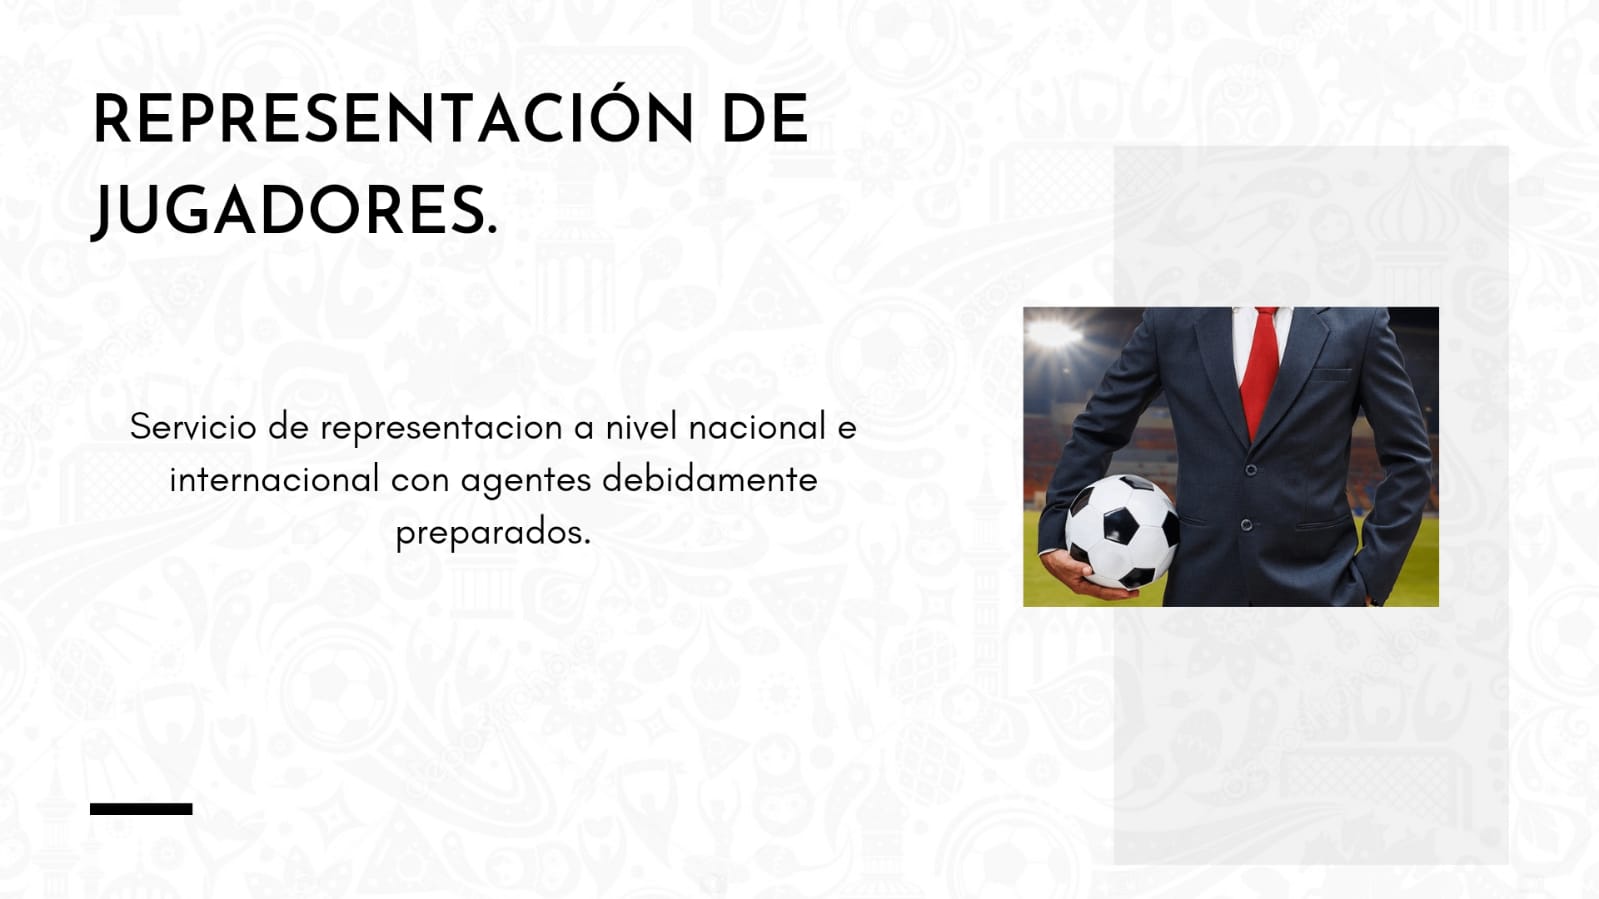 REPRESENTACIÓN DE
JUGADORES.
Servicio de representacion a nivel nacional e
internacional con agentes debidamente
preparados.